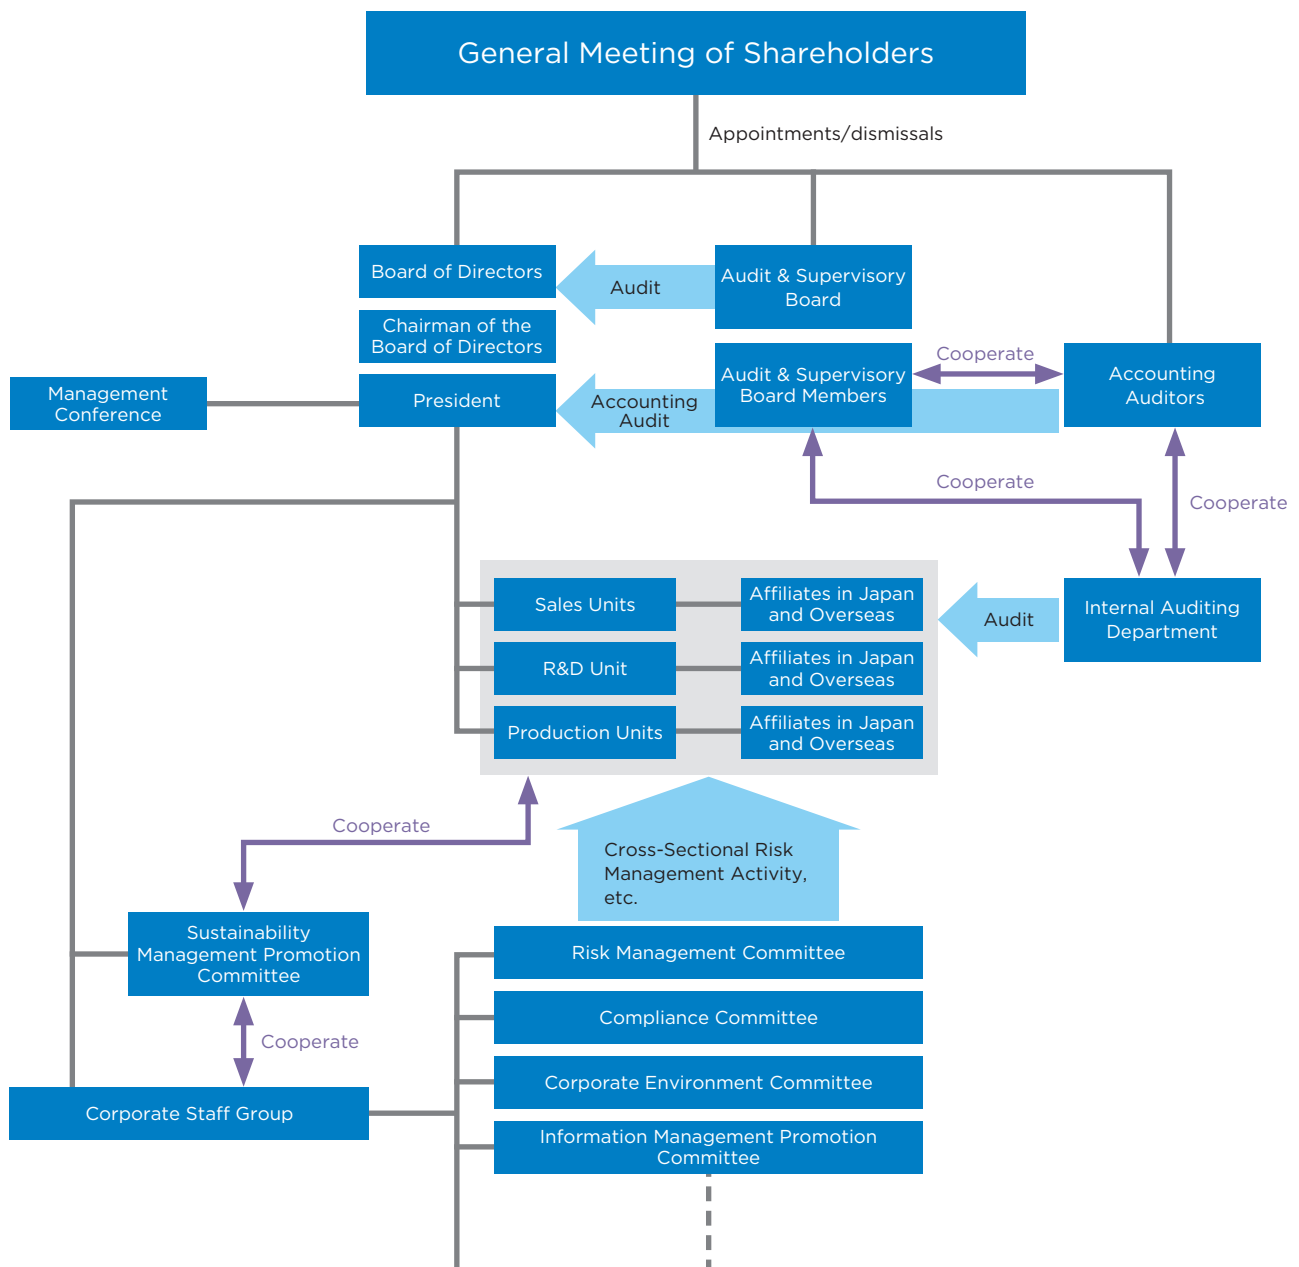 General Meeting of Shareholders
Appointments/dismissals
Board of Directors
Audit
Audit & Supervisory
Board
Chairman of the
Board of Directors
Management
Conference
President
Accounting
Audit
Audit & Supervisory
Board Members
Cooperate
Accounting
Auditors
Cooperate
Cooperate
Sales Units
Affiliates in Japan
and Overseas
Audit
Internal Auditing
Department
R&D Unit
Affiliates in Japan
and Overseas
Production Units
Affiliates in Japan
and Overseas
Cooperate
Cross-Sectional Risk
Management Activity,
etc.
Sustainability
Management Promotion
Committee
Risk Management Committee
Compliance Committee
Cooperate
Corporate Environment Committee
Corporate Staff Group
Information Management Promotion
Committee